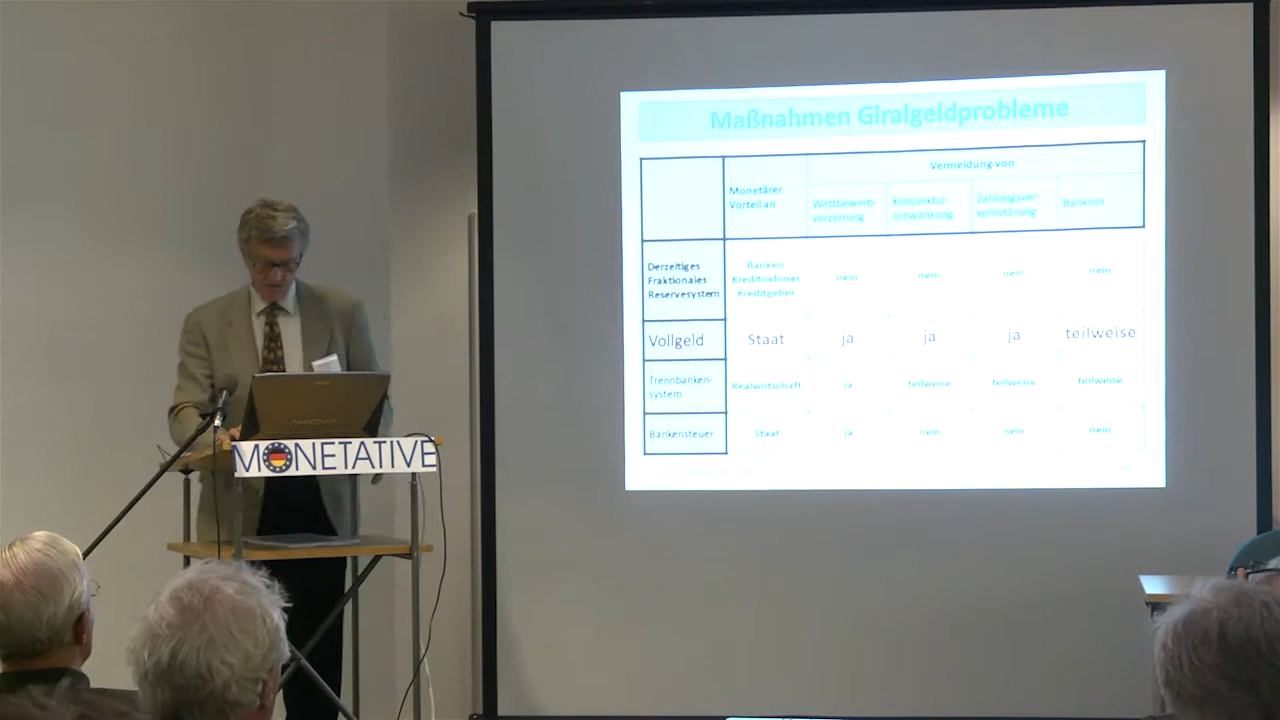 Maßnahmen Giralgeldprobleme
Vermeidung von
Monetärer
Vorteil an
Wettbewerb-
verzerrung
Konjunktur-
schwankung
Zahlungsver-
kehrstörung
Bankrun
Derzeitiges
Fraktionales
Reservesystem
Banken
Kreditnehmer
Kreditgeber
nein
nein
nein
nein
Vollgeld
Staat
ja
ja
ja
teilweise
Trennbanken-
system
Realwirtschaft
ja
teilweise
teilweise
teilweise
Bankensteuer
Staat
ja
nein
nein
nein
MONETATIVE